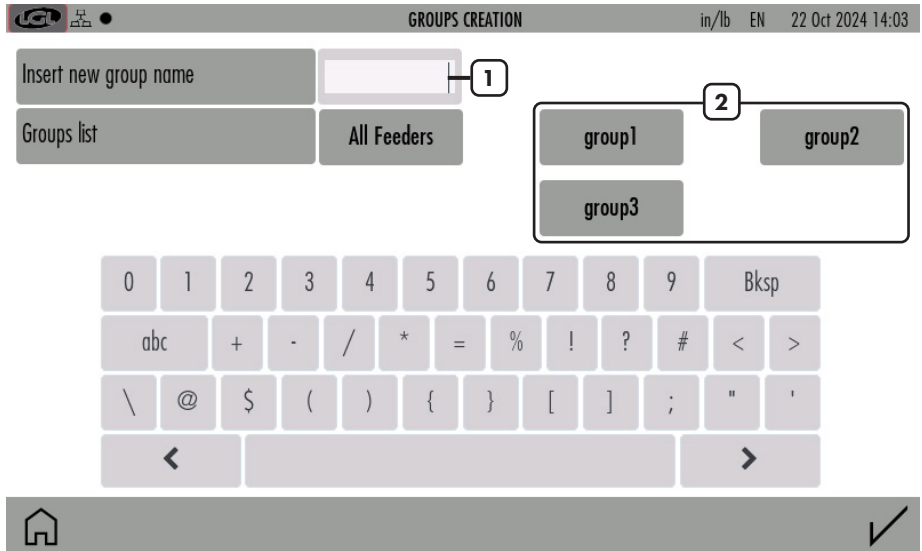 LGL GROUPS CREATION in/lb EN 22 Oct 2024 14:03
Insert new group name 1
2
Groups list All Feeders group1 group2
group3
0 1 2 3 4 5 6 7 8 9 Bksp
abc + - / * = % ! ? # < >
\ @ $ ( ) { } [ ] ; " '
< >